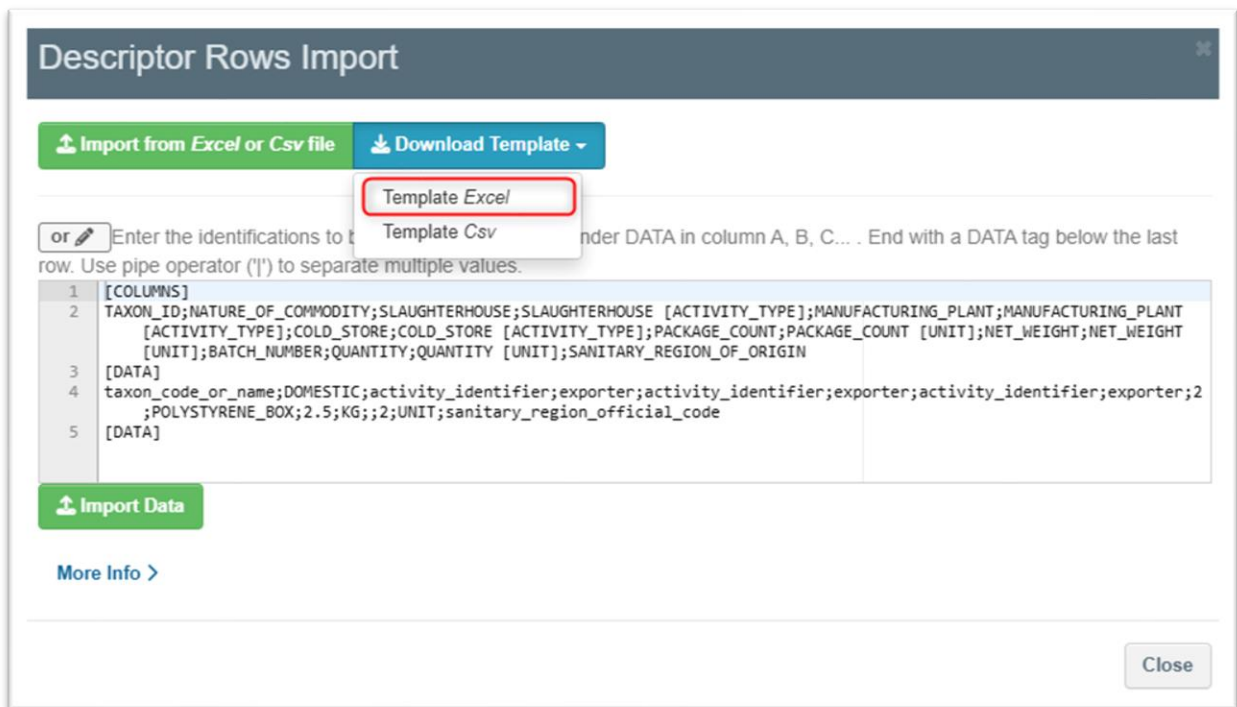 Descriptor Rows Import
Import from Excel or Csv file
Download Template
Template Excel
Template Csv
or Enter the identifications to b nder DATA in column A, B, C... . End with a DATA tag below the last
row. Use pipe operator ('|') to separate multiple values.
1 [COLUMNS]
2 TAXON_ID;NATURE_OF_COMMODITY;SLAUGHTERHOUSE;SLAUGHTERHOUSE [ACTIVITY_TYPE];MANUFACTURING_PLANT;MANUFACTURING_PLANT
[ACTIVITY_TYPE];COLD_STORE;COLD_STORE [ACTIVITY_TYPE];PACKAGE_COUNT;PACKAGE_COUNT [UNIT];NET_WEIGHT;NET_WEIGHT
[UNIT];BATCH_NUMBER;QUANTITY;QUANTITY [UNIT];SANITARY_REGION_OF_ORIGIN
3 [DATA]
4 taxon_code_or_name;DOMESTIC;activity_identifier;exporter;activity_identifier;exporter;activity_identifier;exporter;2
;POLYSTYRENE_BOX;2.5;KG;;2;UNIT;sanitary_region_official_code
5 [DATA]
Import Data
More Info >
Close